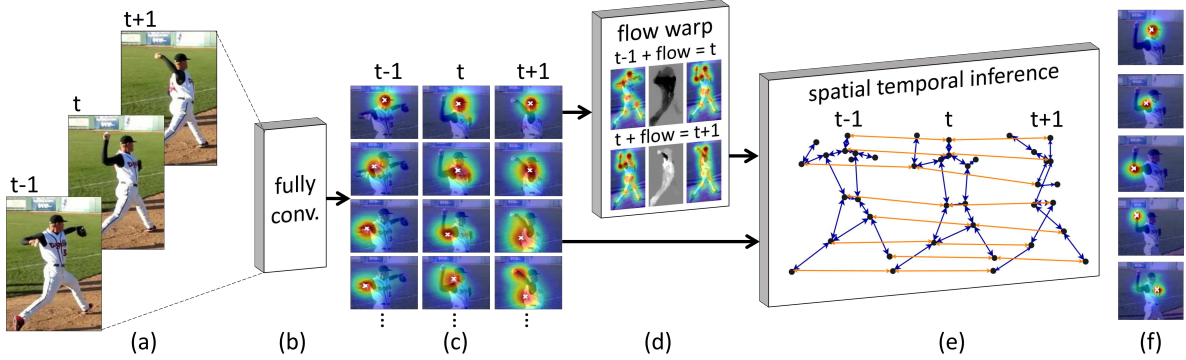 t+1
t
t-1
fully
conv.
t-1 t t+1
flow warp
t-1 + flow = t
t + flow = t+1
spatial temporal inference
t-1 t t+1
(a) (b) (c) (d) (e) (f)